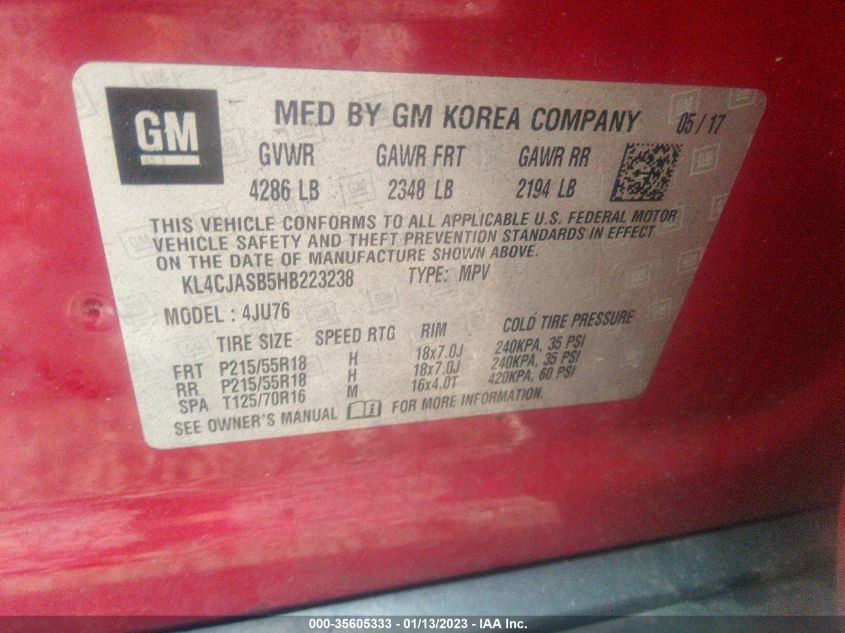 GM
MFD BY GM KOREA COMPANY 05/17
GVWR GAWR FRT GAWR RR
4286 LB 2348 LB 2194 LB
THIS VEHICLE CONFORMS TO ALL APPLICABLE U.S. FEDERAL MOTOR
VEHICLE SAFETY AND THEFT PREVENTION STANDARDS IN EFFECT
ON THE DATE OF MANUFACTURE SHOWN ABOVE.
KL4CJASB5HB223238 TYPE: MPV
MODEL : 4JU76
TIRE SIZE SPEED RTG RIM COLD TIRE PRESSURE
FRT P215/55R18 H 18x7.0J 240KPA, 35 PSI
RR P215/55R18 H 18x7.0J 240KPA, 35 PSI
SPA T125/70R16 M 16x4.0T 420KPA, 60 PSI
SEE OWNER'S MANUAL FOR MORE INFORMATION.
000-35605333 - 01/13/2023 - IAA Inc.